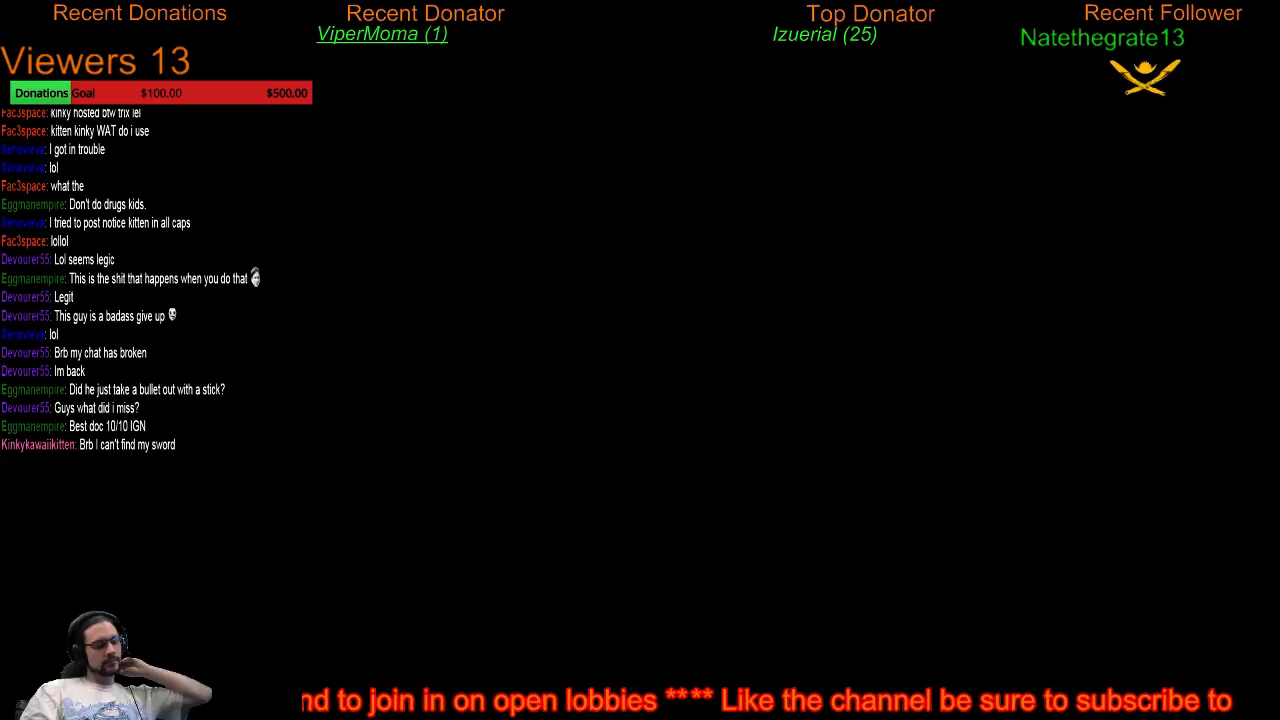 Recent Donations
Recent Donator
Top Donator
Recent Follower
ViperMoma (1)
Izuerial (25)
Natethegrate13
Viewers 13
Donations Goal $100.00 $500.00
Fac3space: kinky hosted btw trix lel
Fac3space: kitten kinky WAT do i use
: I got in trouble
: lol
Fac3space: what the
Eggmanempire: Don't do drugs kids.
: I tried to post notice kitten in all caps
Fac3space: lollol
Devourer55: Lol seems legic
Eggmanempire: This is the shit that happens when you do that
Devourer55: Legit
Devourer55: This guy is a badass give up
: lol
Devourer55: Brb my chat has broken
Devourer55: Im back
Eggmanempire: Did he just take a bullet out with a stick?
Devourer55: Guys what did i miss?
Eggmanempire: Best doc 10/10 IGN
Kinkykawaiikitten: Brb I can't find my sword
nd to join in on open lobbies **** Like the channel be sure to subscribe to